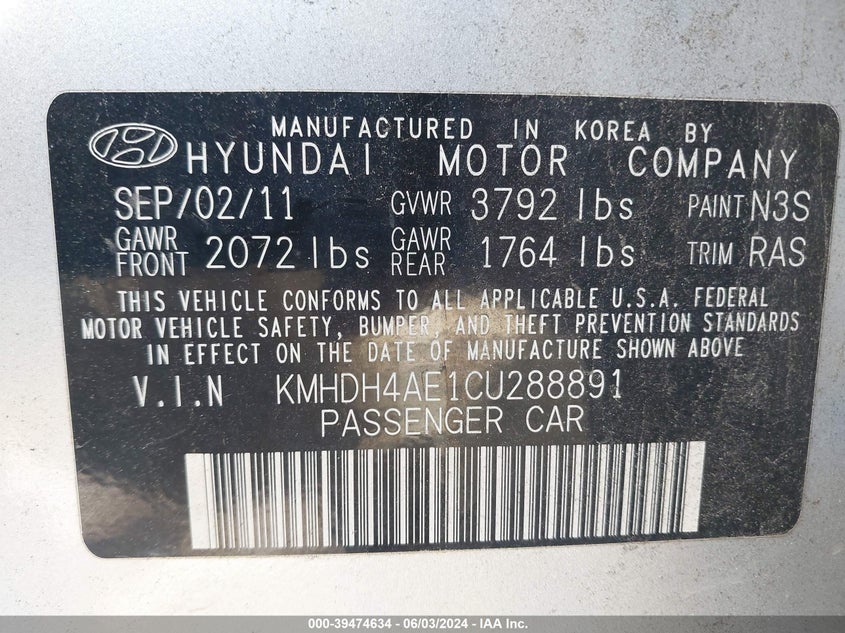 MANUFACTURED IN KOREA BY
HYUNDAI MOTOR COMPANY
SEP/02/11 GVWR 3792 lbs PAINT N3S
GAWR FRONT 2072 lbs GAWR REAR 1764 lbs TRIM RAS
THIS VEHICLE CONFORMS TO ALL APPLICABLE U.S.A. FEDERAL
MOTOR VEHICLE SAFETY, BUMPER, AND THEFT PREVENTION STANDARDS
IN EFFECT ON THE DATE OF MANUFACTURE SHOWN ABOVE
V.I.N KMHDH4AE1CU288891
PASSENGER CAR
000-39474634 - 06/03/2024 - IAA Inc.